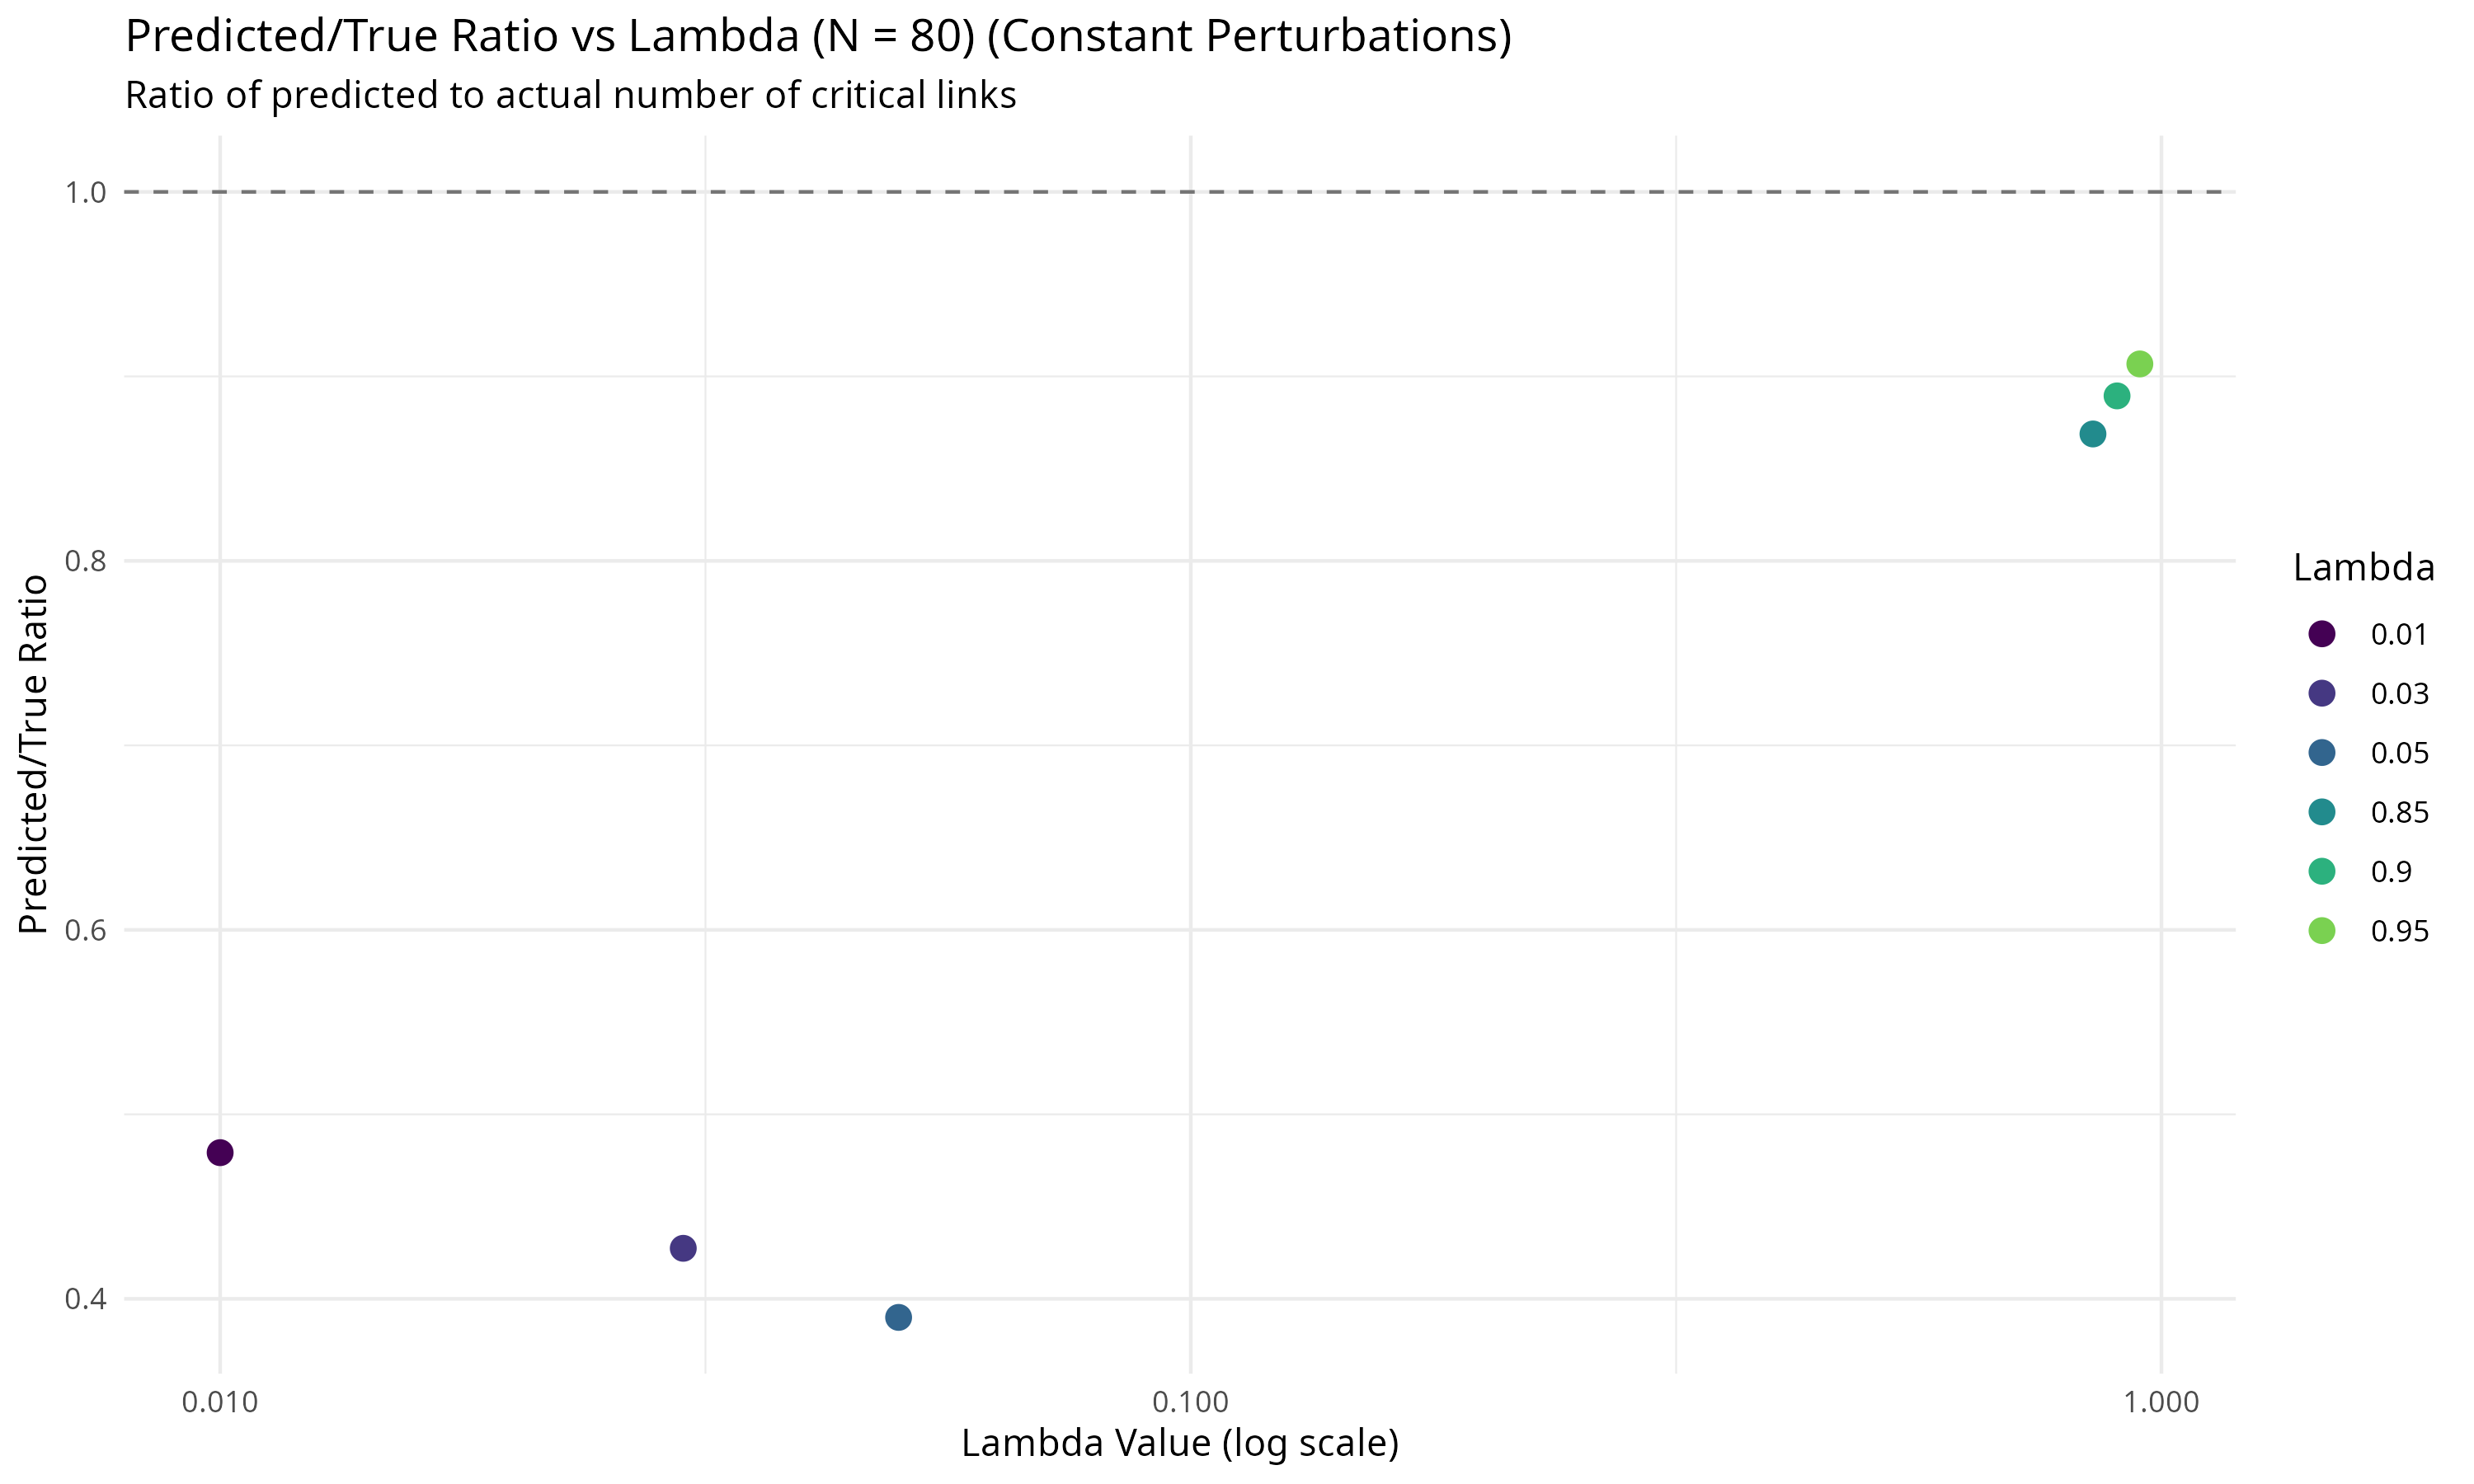 Predicted/True Ratio vs Lambda (N = 80) (Constant Perturbations)
Ratio of predicted to actual number of critical links
Predicted/True Ratio
1.0
0.8
0.6
0.4
0.010
0.100
1.000
Lambda Value (log scale)
Lambda
0.01
0.03
0.05
0.85
0.9
0.95